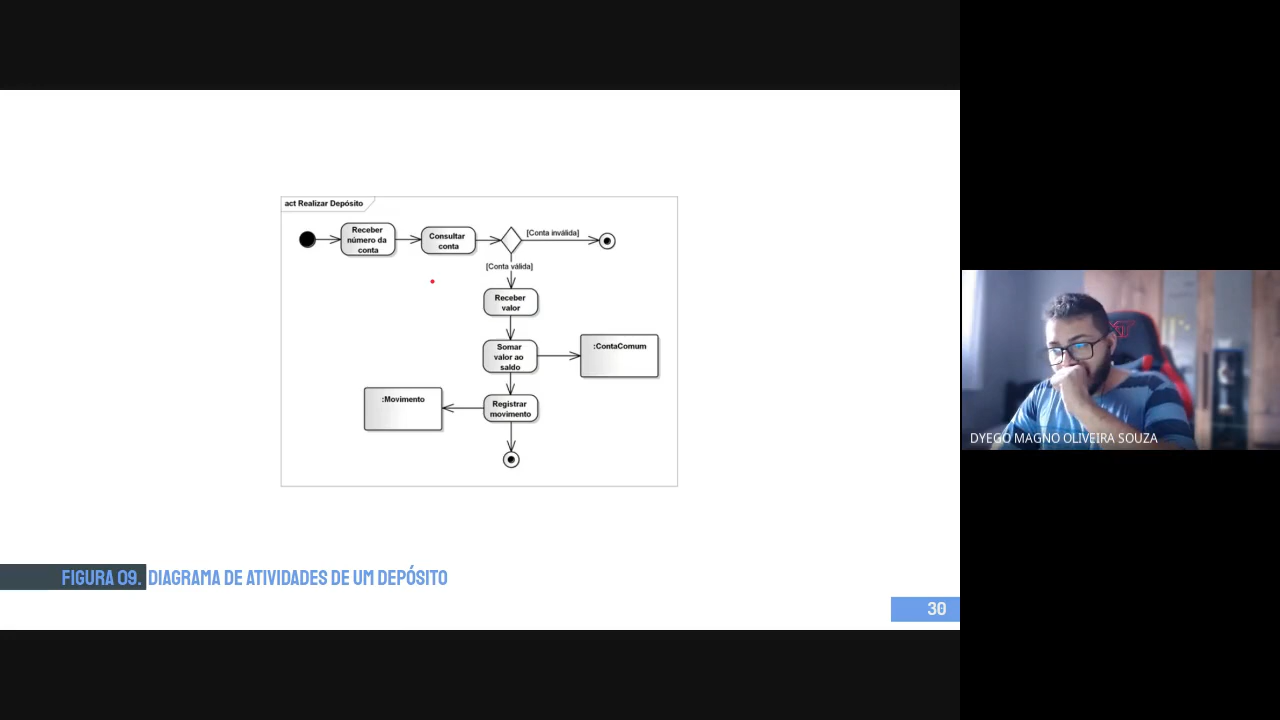 act Realizar Depósito
Receber
número da
conta
Consultar
conta
[Conta inválida]
[Conta válida]
Receber
valor
Somar
valor ao
saldo
:ContaComum
:Movimento
Registrar
movimento
FIGURA 09. DIAGRAMA DE ATIVIDADES DE UM DEPÓSITO
30
DYEGO MAGNO OLIVEIRA SOUZA